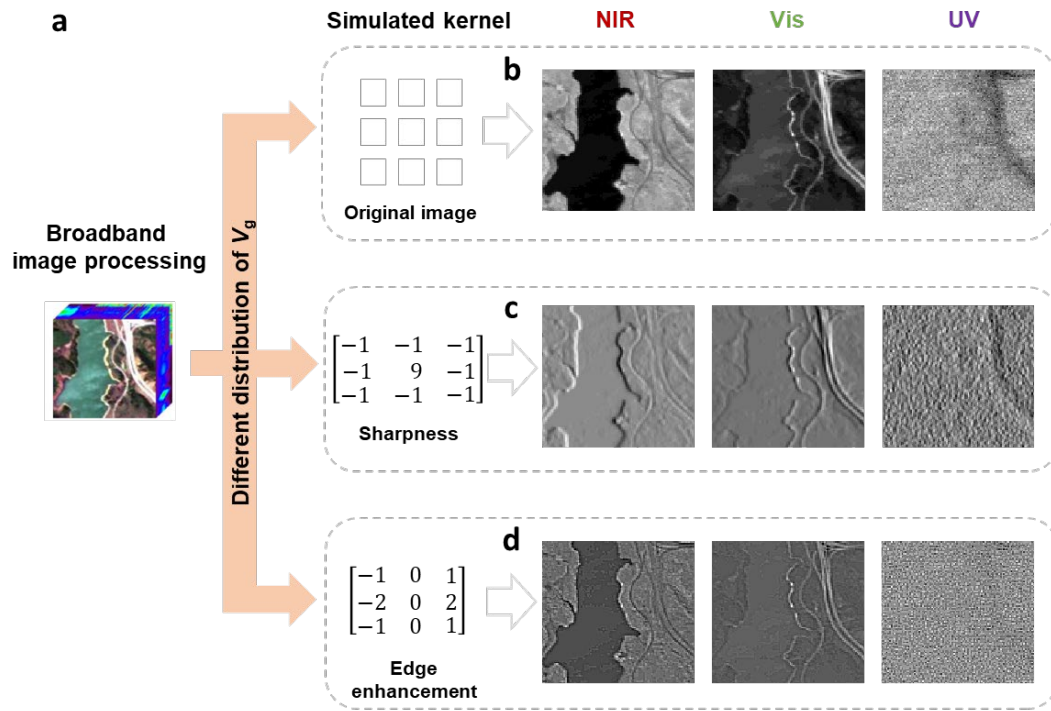 a
Simulated kernel
NIR
Vis
UV
b
Original image
Broadband
image processing
Different distribution of Vg
c
−1 −1 −1
−1 9 −1
−1 −1 −1
Sharpness
d
−1 0 1
−2 0 2
−1 0 1
Edge
enhancement